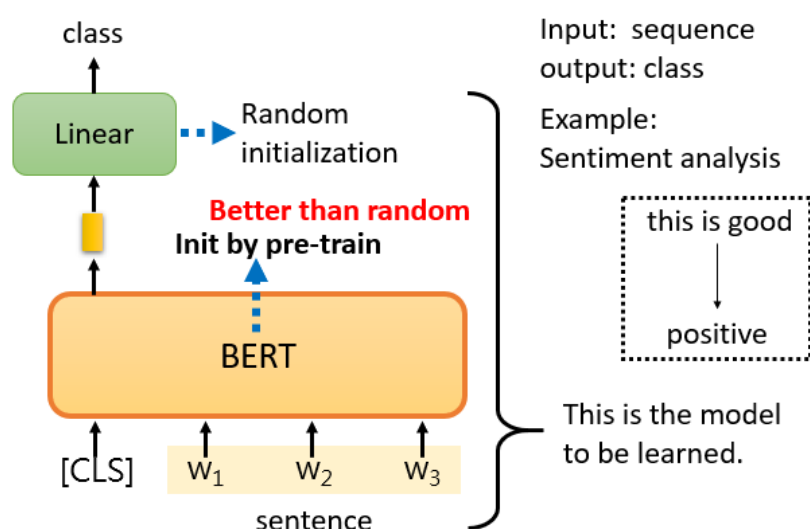 class
Linear
Random
initialization
Better than random
Init by pre-train
BERT
[CLS]
w1
w2
w3
sentence
Input: sequence
output: class
Example:
Sentiment analysis
this is good
positive
This is the model
to be learned.